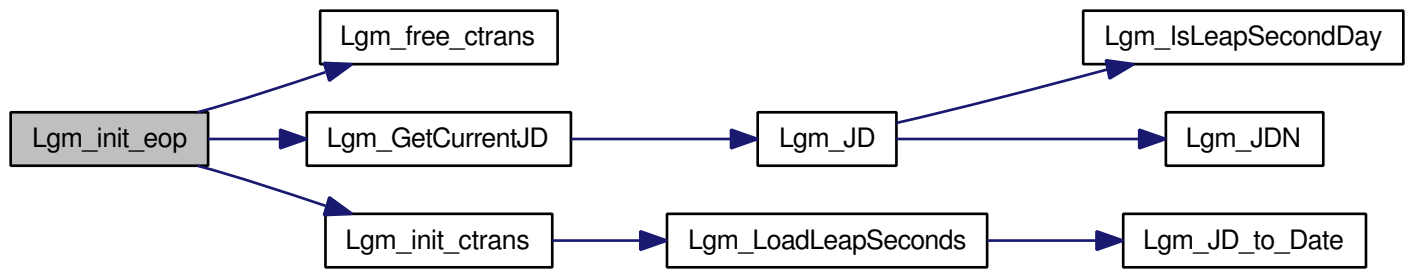 Lgm_free_ctrans
Lgm_IsLeapSecondDay
Lgm_init_eop
Lgm_GetCurrentJD
Lgm_JD
Lgm_JDN
Lgm_init_ctrans
Lgm_LoadLeapSeconds
Lgm_JD_to_Date